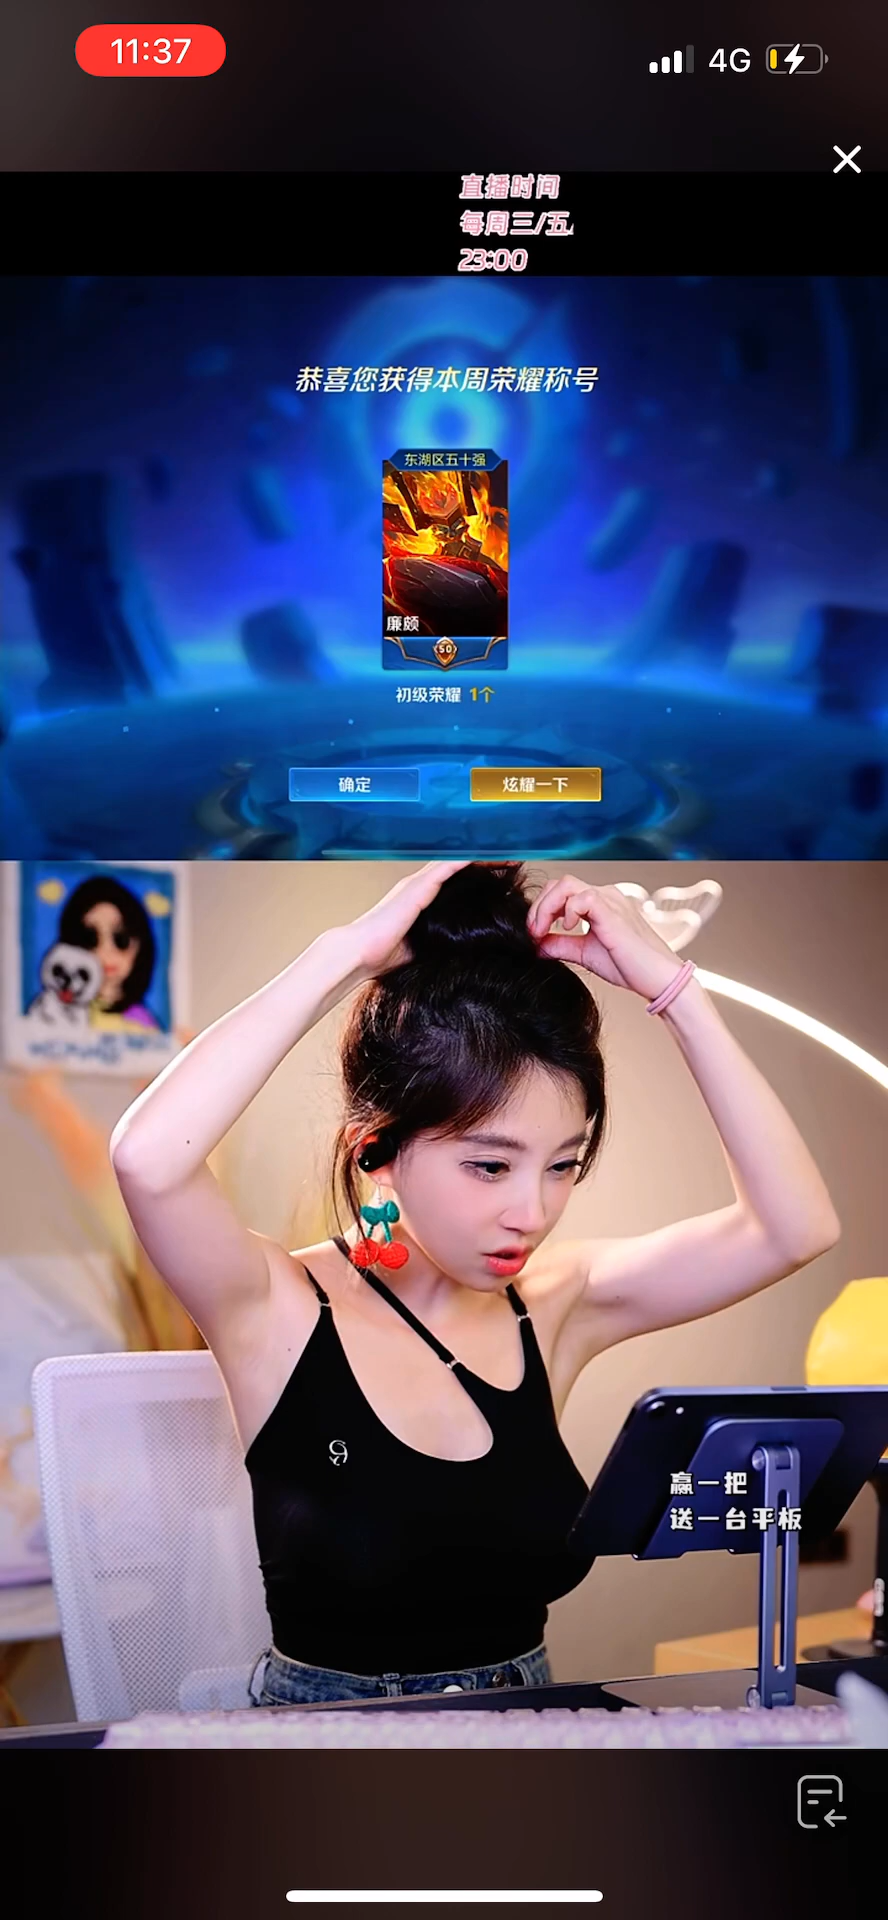 11:37
4G
直播时间
每周三/五
23:00
恭喜您获得本周荣耀称号
东湖区五十强
廉颇
50
初级荣耀 1个
确定
炫耀一下
赢一把
送一台平板